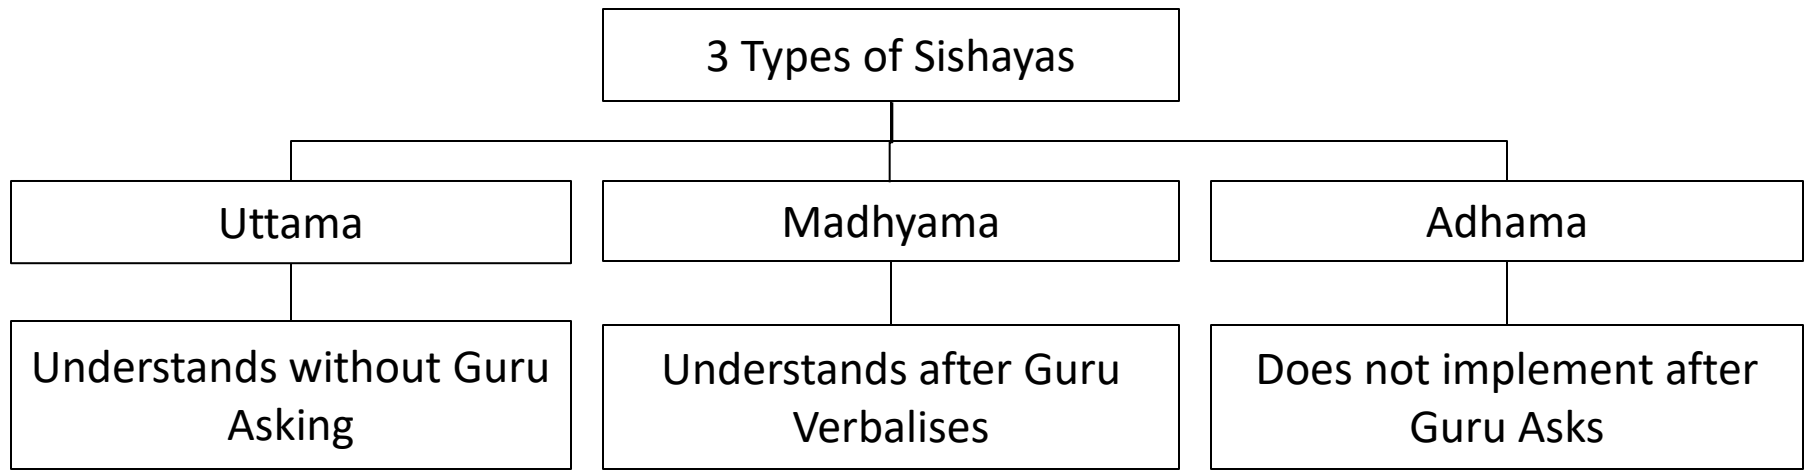 3 Types of Sishayas
Uttama
Madhyama
Adhama
Understands without Guru
Asking
Understands after Guru
Verbalises
Does not implement after
Guru Asks